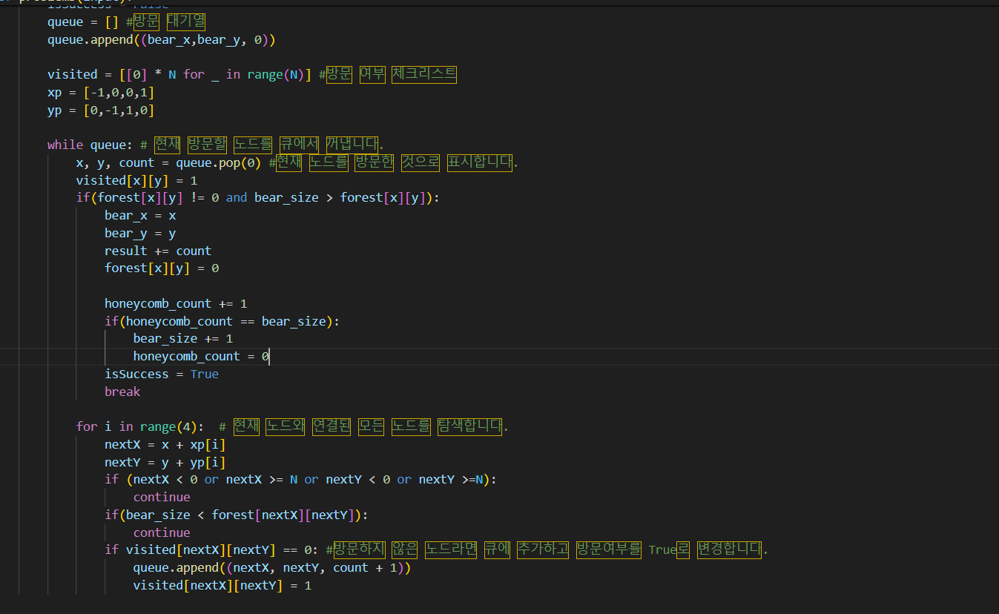 isSuccess = False
queue = [] #방문 대기열
queue.append((bear_x,bear_y, 0))
visited = [[0] * N for _ in range(N)] #방문 여부 체크리스트
xp = [-1,0,0,1]
yp = [0,-1,1,0]
while queue: # 현재 방문할 노드를 큐에서 꺼냅니다.
x, y, count = queue.pop(0) #현재 노드를 방문한 것으로 표시합니다.
visited[x][y] = 1
if(forest[x][y] != 0 and bear_size > forest[x][y]):
bear_x = x
bear_y = y
result += count
forest[x][y] = 0
honeycomb_count += 1
if(honeycomb_count == bear_size):
bear_size += 1
honeycomb_count = 0
isSuccess = True
break
for i in range(4):  # 현재 노드와 연결된 모든 노드를 탐색합니다.
nextX = x + xp[i]
nextY = y + yp[i]
if (nextX < 0 or nextX >= N or nextY < 0 or nextY >=N):
continue
if(bear_size < forest[nextX][nextY]):
continue
if visited[nextX][nextY] == 0: #방문하지 않은 노드라면 큐에 추가하고 방문여부를 True로 변경합니다.
queue.append((nextX, nextY, count + 1))
visited[nextX][nextY] = 1